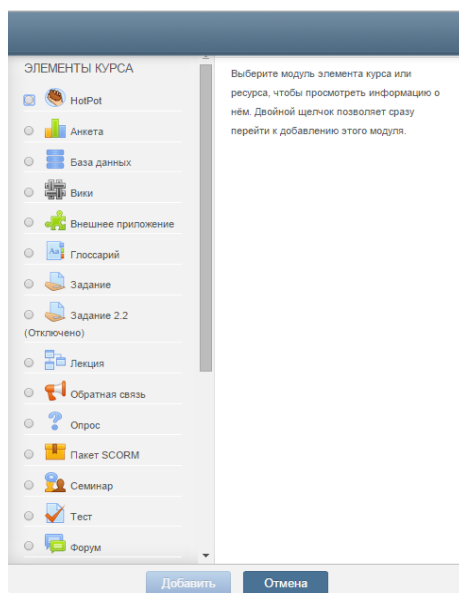 ЭЛЕМЕНТЫ КУРСА
HotPot
Анкета
База данных
Вики
Внешнее приложение
Глоссарий
Задание
Задание 2.2
(Отключено)
Лекция
Обратная связь
Опрос
Пакет SCORM
Семинар
Тест
Форум
Выберите модуль элемента курса или
ресурса, чтобы просмотреть информацию о
нём. Двойной щелчок позволяет сразу
перейти к добавлению этого модуля.
Добавить
Отмена